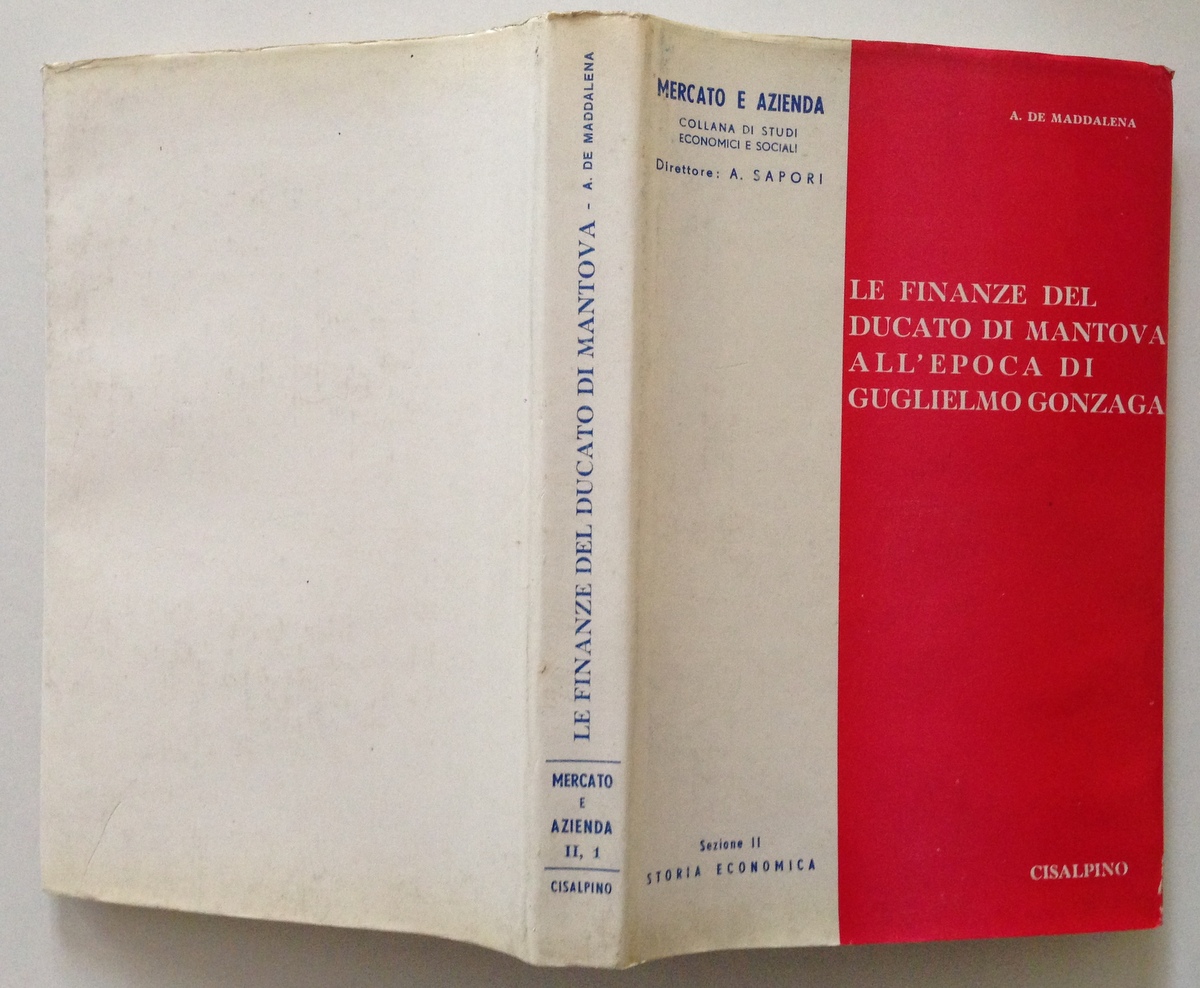 LE FINANZE DEL DUCATO DI MANTOVA - A. DE MADDALENA
MERCATO
E
AZIENDA
II, 1
CISALPINO
MERCATO E AZIENDA
COLLANA DI STUDI
ECONOMICI E SOCIALI
Direttore: A. SAPORI
Sezione II
STORIA ECONOMICA
A. DE MADDALENA
LE FINANZE DEL
DUCATO DI MANTOVA
ALL'EPOCA DI
GUGLIELMO GONZAGA
CISALPINO